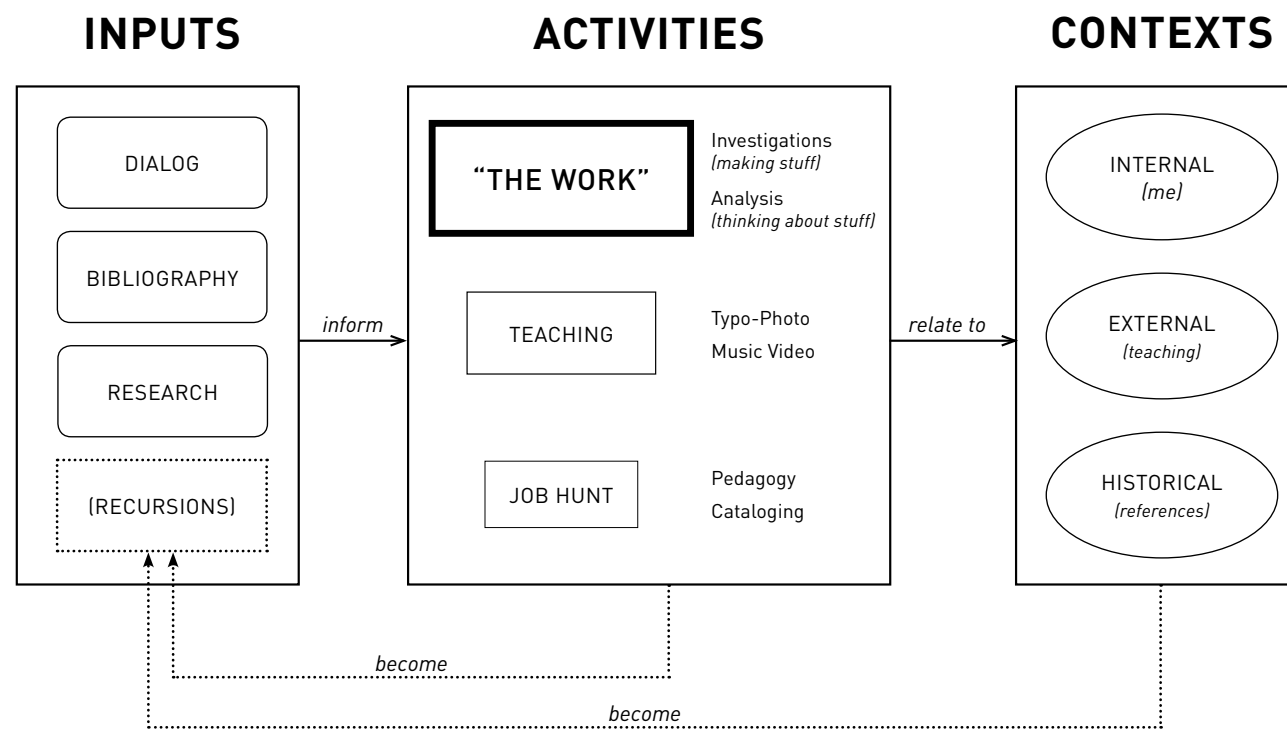 INPUTS
ACTIVITIES
CONTEXTS
DIALOG
BIBLIOGRAPHY
RESEARCH
(RECURSIONS)
inform
“THE WORK”
Investigations
(making stuff)
Analysis
(thinking about stuff)
TEACHING
Typo-Photo
Music Video
JOB HUNT
Pedagogy
Cataloging
relate to
INTERNAL
(me)
EXTERNAL
(teaching)
HISTORICAL
(references)
become
become